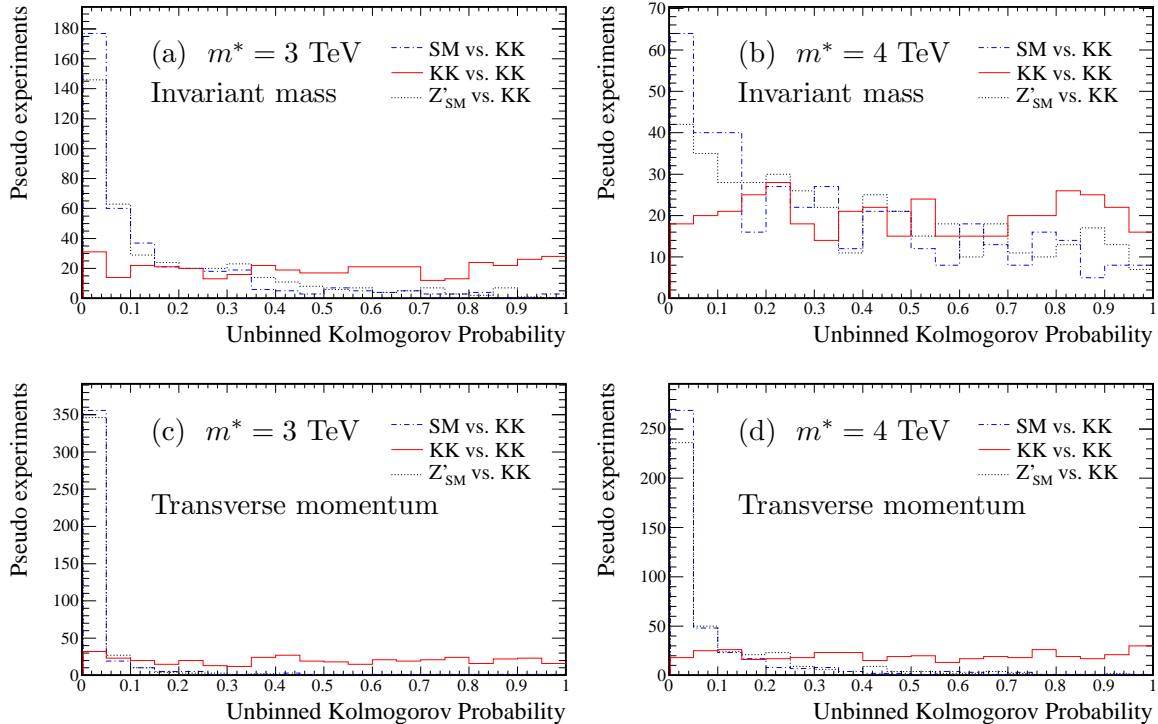 Pseudo experiments
180
160
140
120
100
80
60
40
20
0
(a) m* = 3 TeV
Invariant mass
SM vs. KK
KK vs. KK
Z'SM vs. KK
0 0.1 0.2 0.3 0.4 0.5 0.6 0.7 0.8 0.9 1
Unbinned Kolmogorov Probability
Pseudo experiments
70
60
50
40
30
20
10
0
(b) m* = 4 TeV
Invariant mass
SM vs. KK
KK vs. KK
Z'SM vs. KK
0 0.1 0.2 0.3 0.4 0.5 0.6 0.7 0.8 0.9 1
Unbinned Kolmogorov Probability
Pseudo experiments
350
300
250
200
150
100
50
0
(c) m* = 3 TeV
Transverse momentum
SM vs. KK
KK vs. KK
Z'SM vs. KK
0 0.1 0.2 0.3 0.4 0.5 0.6 0.7 0.8 0.9 1
Unbinned Kolmogorov Probability
Pseudo experiments
250
200
150
100
50
0
(d) m* = 4 TeV
Transverse momentum
SM vs. KK
KK vs. KK
Z'SM vs. KK
0 0.1 0.2 0.3 0.4 0.5 0.6 0.7 0.8 0.9 1
Unbinned Kolmogorov Probability